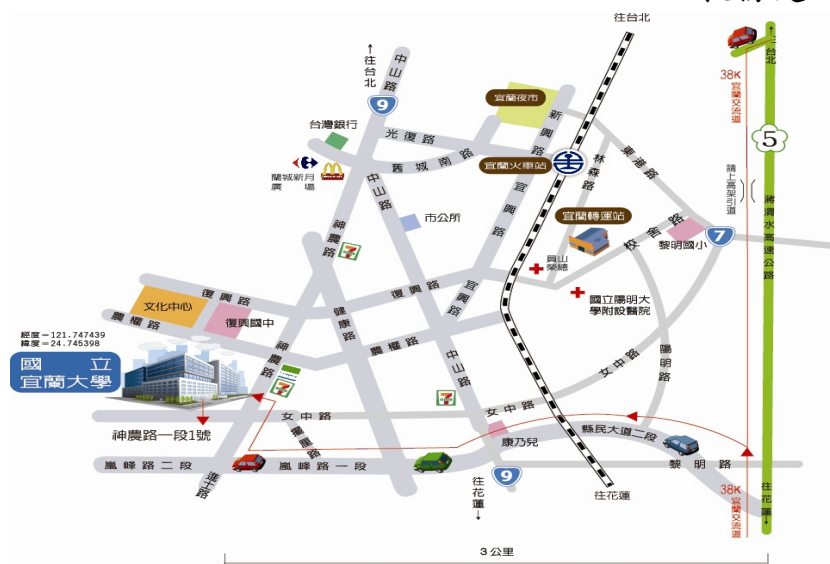 往台北
↑往台北
中山路
9
宜蘭夜市
新興路
台灣銀行
光復路
舊城南路
宜蘭火車站
林森路
東港路
38K
宜蘭交流道
↑往台北
5
蔣渭水高速公路
請上高架引道
蘭城新月
廣場
McDonald's
中山路
市公所
宜興路
宜蘭轉運站
校舍路
7
黎明國小
神農路
7
員山
榮總
國立陽明大
學附設醫院
復興路
文化中心
復興國中
農權路
復興路
宜興路
健康路
農權路
經度=121.747439
緯度=24.745398
國立
宜蘭大學
神農路
7
中山路
7
女中路
陽明路
女中路
女中路
神農路一段1號
康乃兒
縣民大道二段
嵐峰路二段
嵐峰路一段
黎明路
9
往花蓮↓
往花蓮
38K
宜蘭交流道
往花蓮↓
3公里